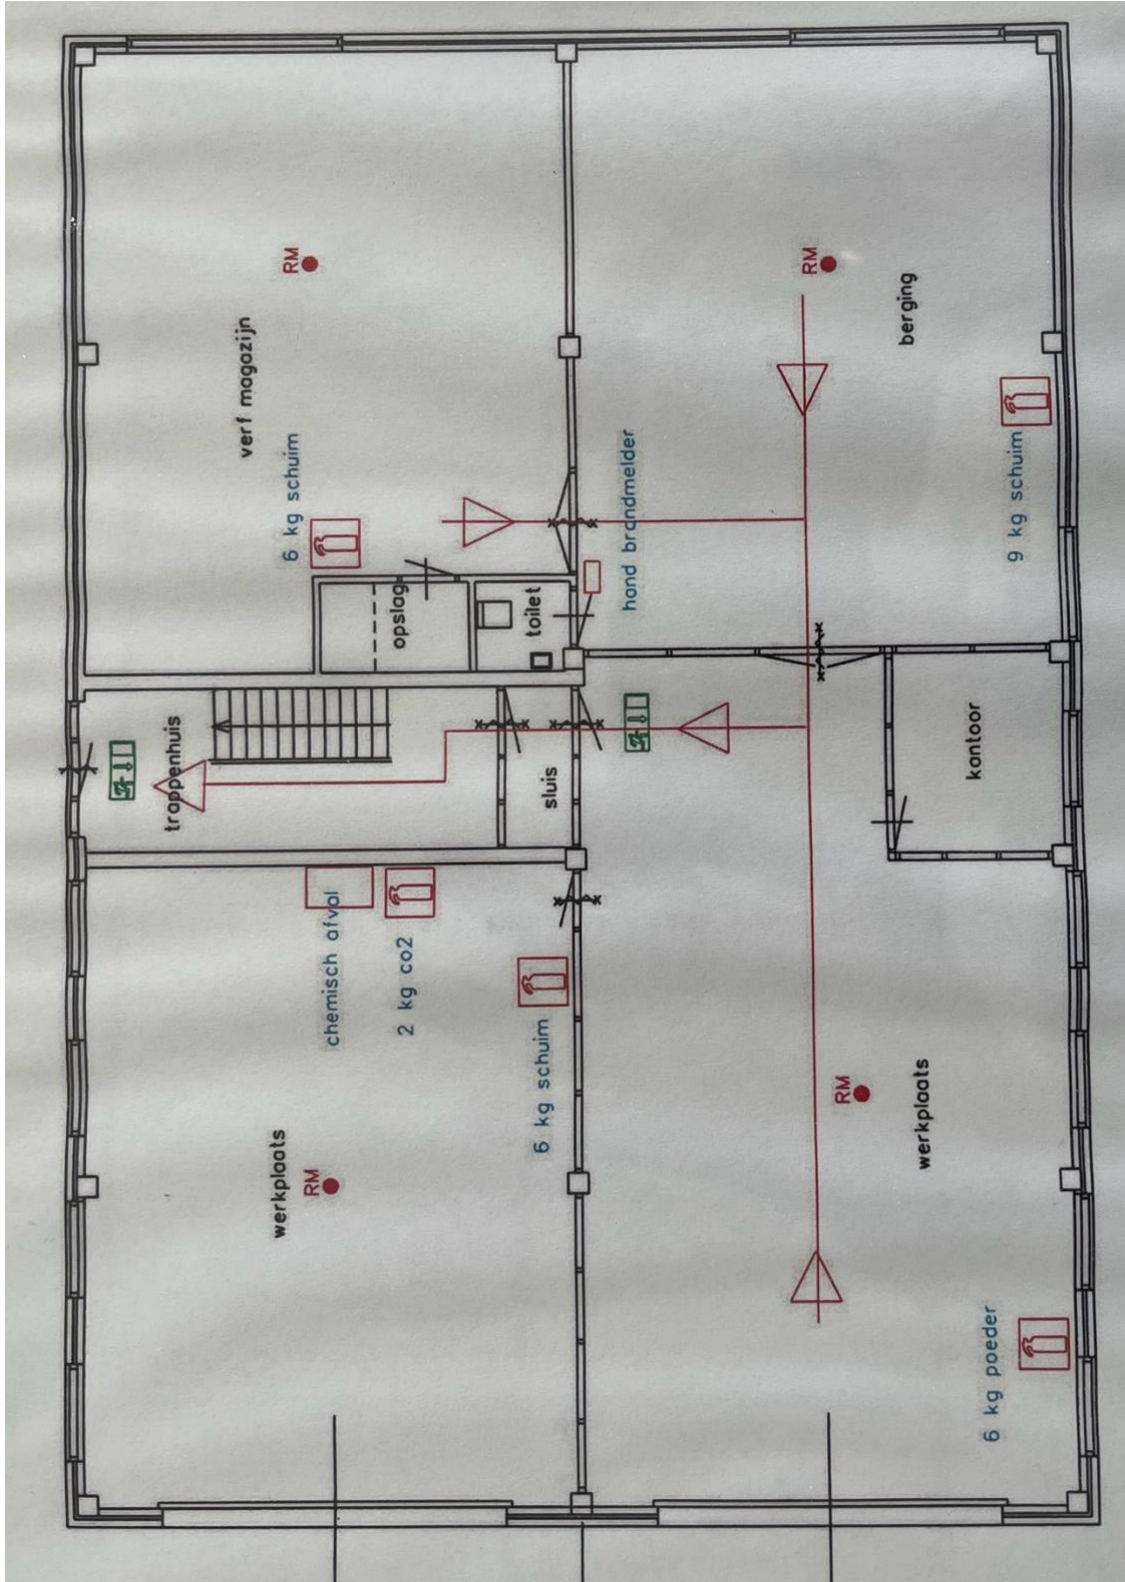 RM
verf magazijn
6 kg schuim
opslag
toilet
hand brandmelder
RM
berging
9 kg schuim
trappenhuis
sluis
kantoor
chemisch afval
2 kg co2
6 kg schuim
werkplaats
RM
RM
werkplaats
6 kg poeder